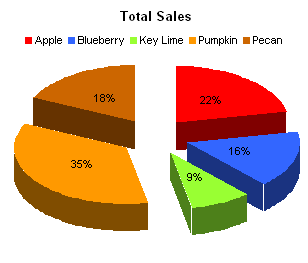 Total Sales
Apple Blueberry Key Lime Pumpkin Pecan
18% 22%
16%
35%
9%